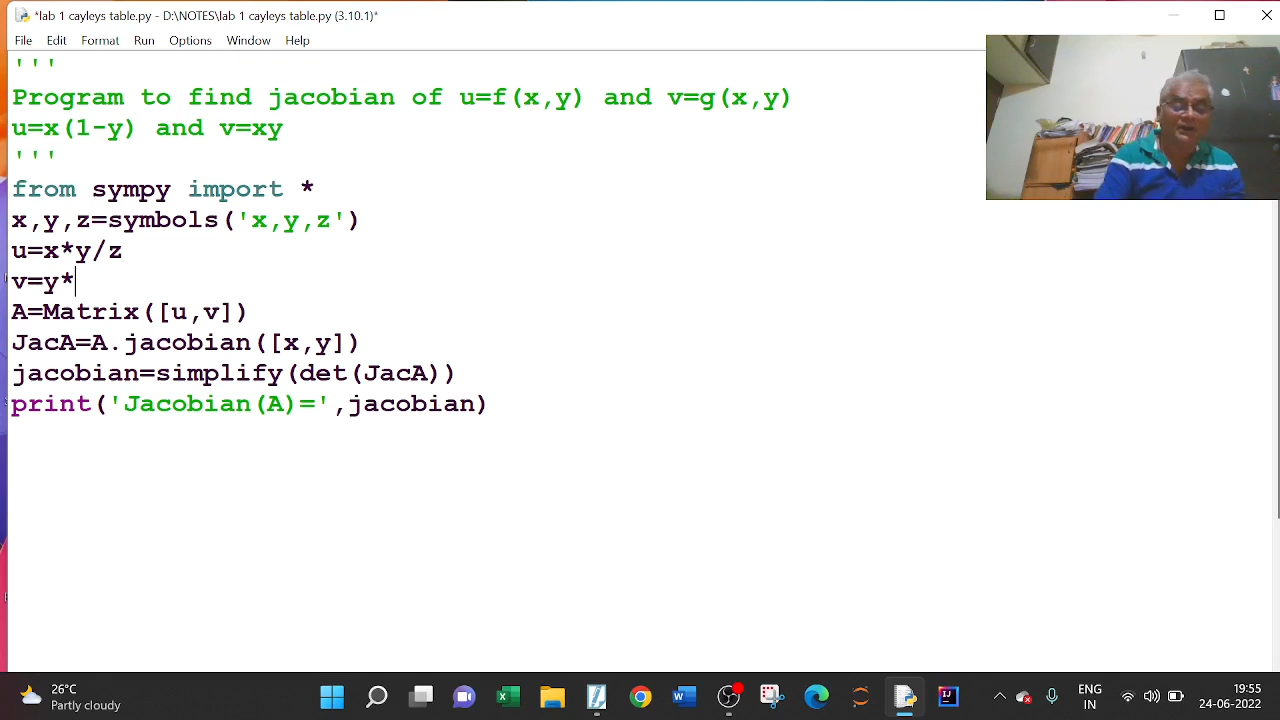 *lab 1 cayleys table.py - D:\NOTES\lab 1 cayleys table.py (3.10.1)*
File Edit Format Run Options Window Help
'''
Program to find jacobian of u=f(x,y) and v=g(x,y)
u=x(1-y) and v=xy
'''
from sympy import *
x,y,z=symbols('x,y,z')
u=x*y/z
v=y*
A=Matrix([u,v])
JacA=A.jacobian([x,y])
jacobian=simplify(det(JacA))
print('Jacobian(A)=',jacobian)
26°C
Partly cloudy
ENG
IN
19:55
24-06-2022